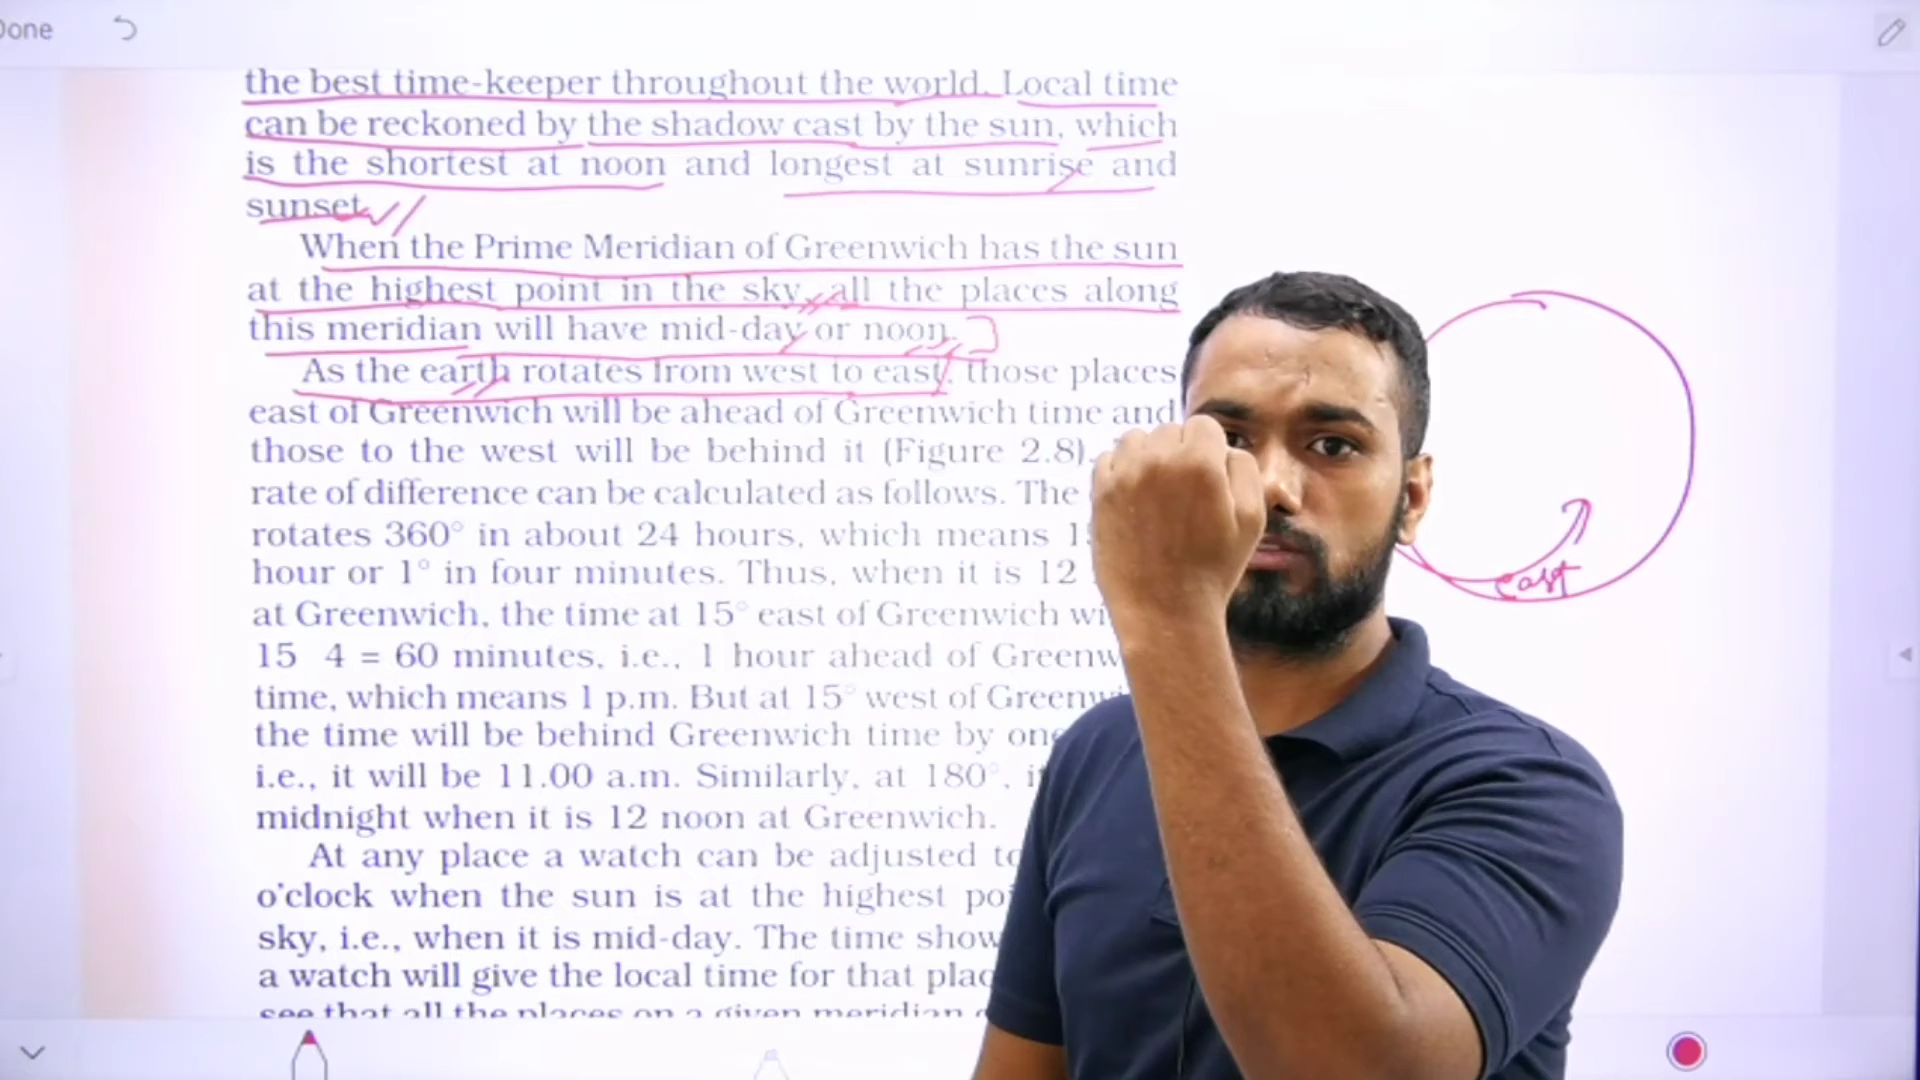 Done
the best time-keeper throughout the world. Local time
can be reckoned by the shadow cast by the sun, which
is the shortest at noon and longest at sunrise and
sunset.
When the Prime Meridian of Greenwich has the sun
at the highest point in the sky, all the places along
this meridian will have mid-day or noon.
As the earth rotates from west to east, those places
east of Greenwich will be ahead of Greenwich time and
those to the west will be behind it (Figure 2.8).
rate of difference can be calculated as follows. The
rotates 360° in about 24 hours, which means
hour or 1° in four minutes. Thus, when it is 12
at Greenwich, the time at 15° east of Greenwich
15 4 = 60 minutes, i.e., 1 hour ahead of
time, which means 1 p.m. But at 15° west of
the time will be behind Greenwich time by
i.e., it will be 11.00 a.m. Similarly, at 180°,
midnight when it is 12 noon at Greenwich.
At any place a watch can be adjusted
o'clock when the sun is at the highest
sky, i.e., when it is mid-day. The time
a watch will give the local time for that
see that all the places on a given meridian
east